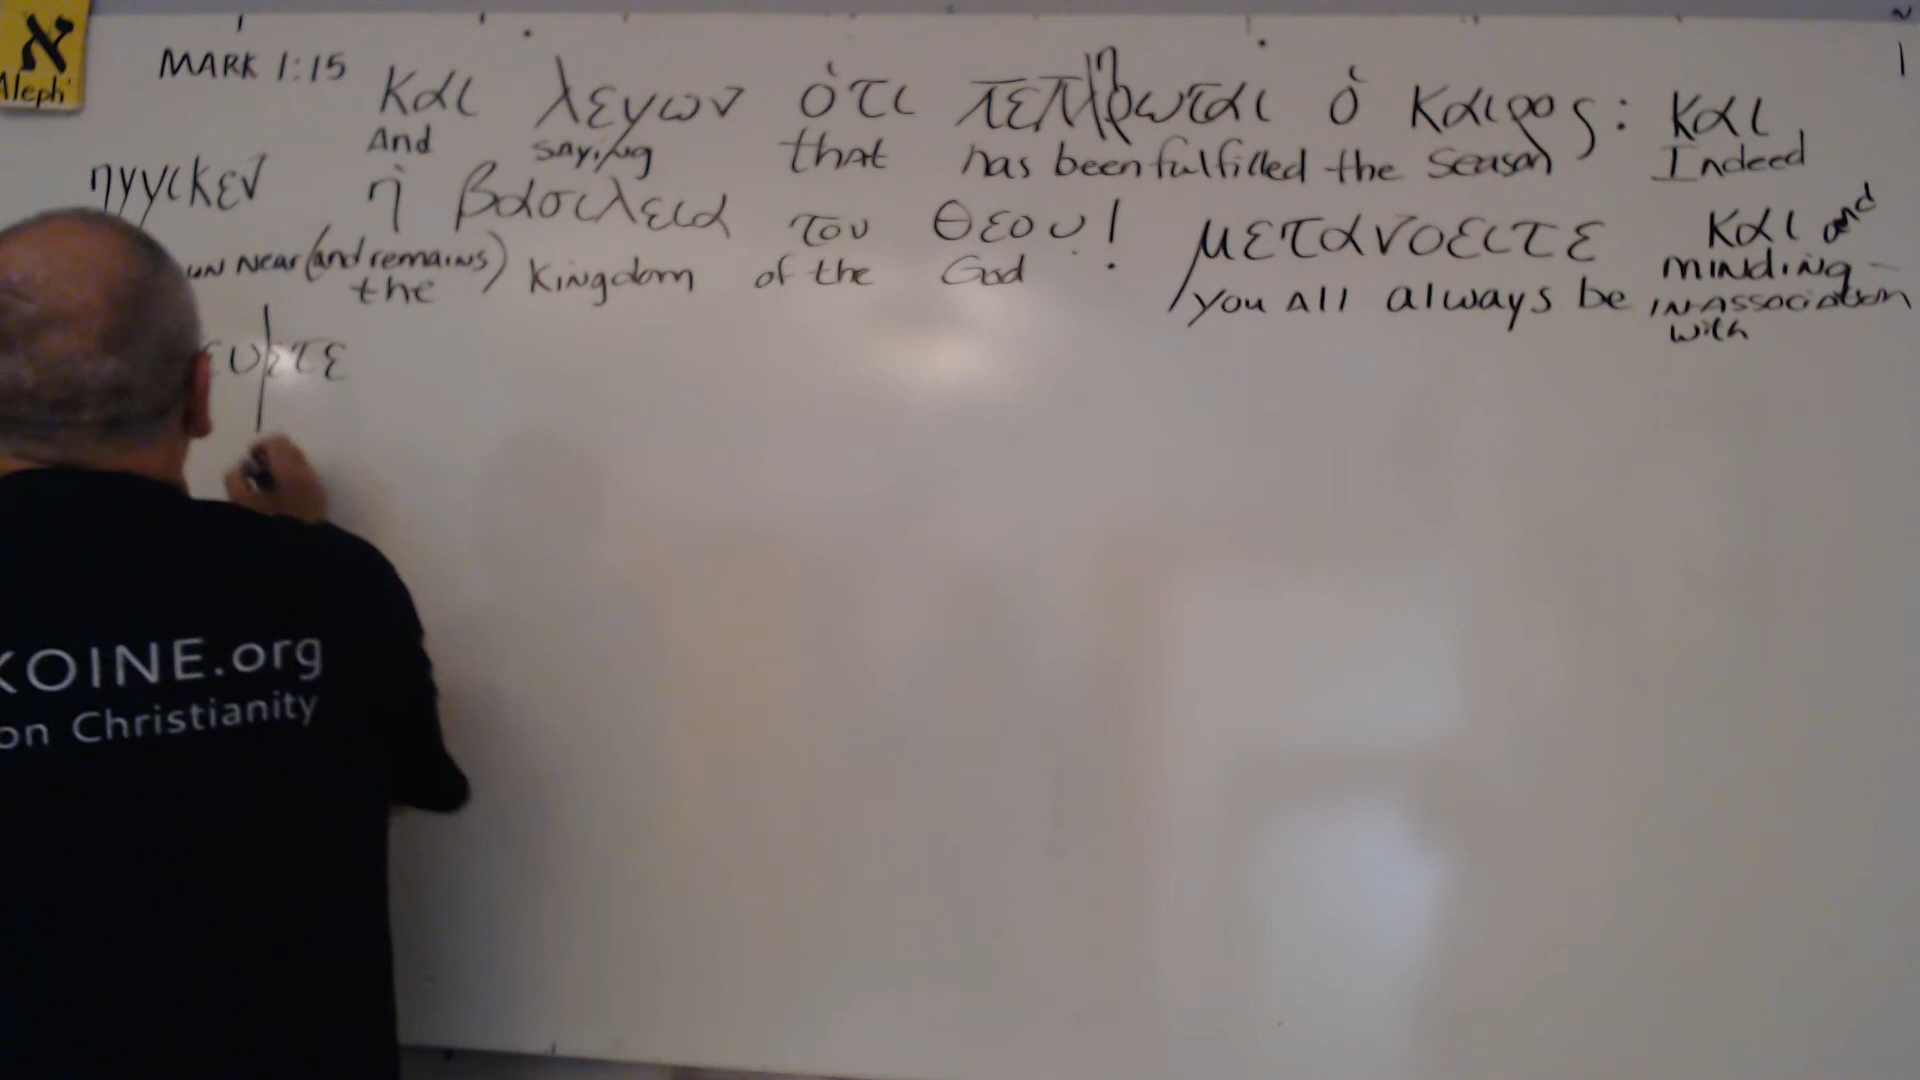 א
Aleph
MARK 1:15
και λεγων ὁτι πεπληρωται ὁ καιρος: και
And saying that has been fulfilled the Season Indeed
ηγγικεν ἡ βασιλεια του θεου! μετανοειτε και and
near (and remains) the Kingdom of the God you all always be minding-in-association with
ευετε
KOINE.org
on Christianity